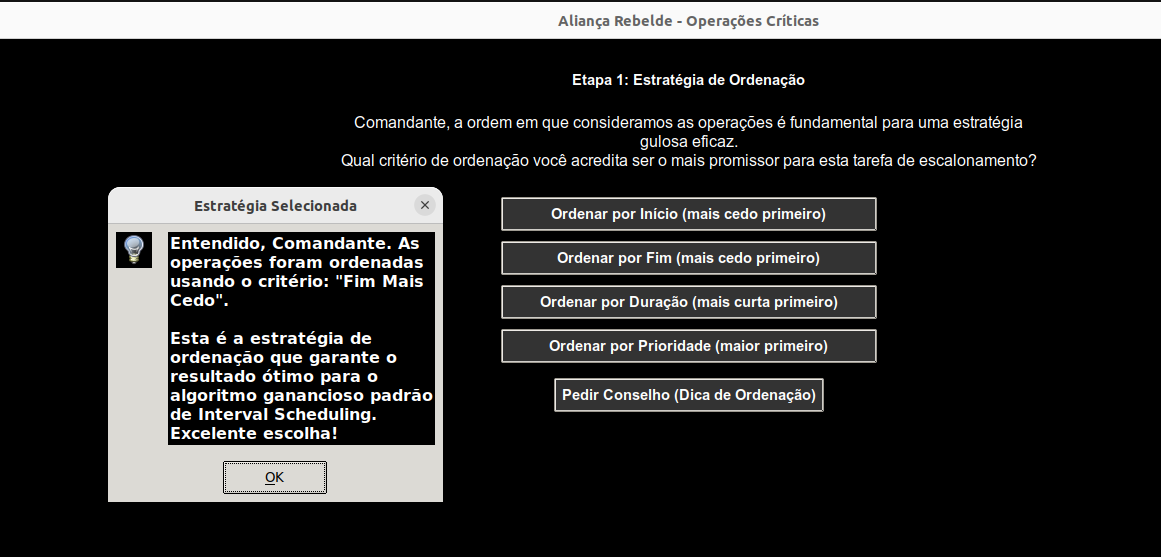 Aliança Rebelde - Operações Críticas
Etapa 1: Estratégia de Ordenação
Comandante, a ordem em que consideramos as operações é fundamental para uma estratégia
gulosa eficaz.
Qual critério de ordenação você acredita ser o mais promissor para esta tarefa de escalonamento?
Estratégia Selecionada
Entendido, Comandante. As
operações foram ordenadas
usando o critério: "Fim Mais
Cedo".
Esta é a estratégia de
ordenação que garante o
resultado ótimo para o
algoritmo ganancioso padrão
de Interval Scheduling.
Excelente escolha!
OK
Ordenar por Início (mais cedo primeiro)
Ordenar por Fim (mais cedo primeiro)
Ordenar por Duração (mais curta primeiro)
Ordenar por Prioridade (maior primeiro)
Pedir Conselho (Dica de Ordenação)